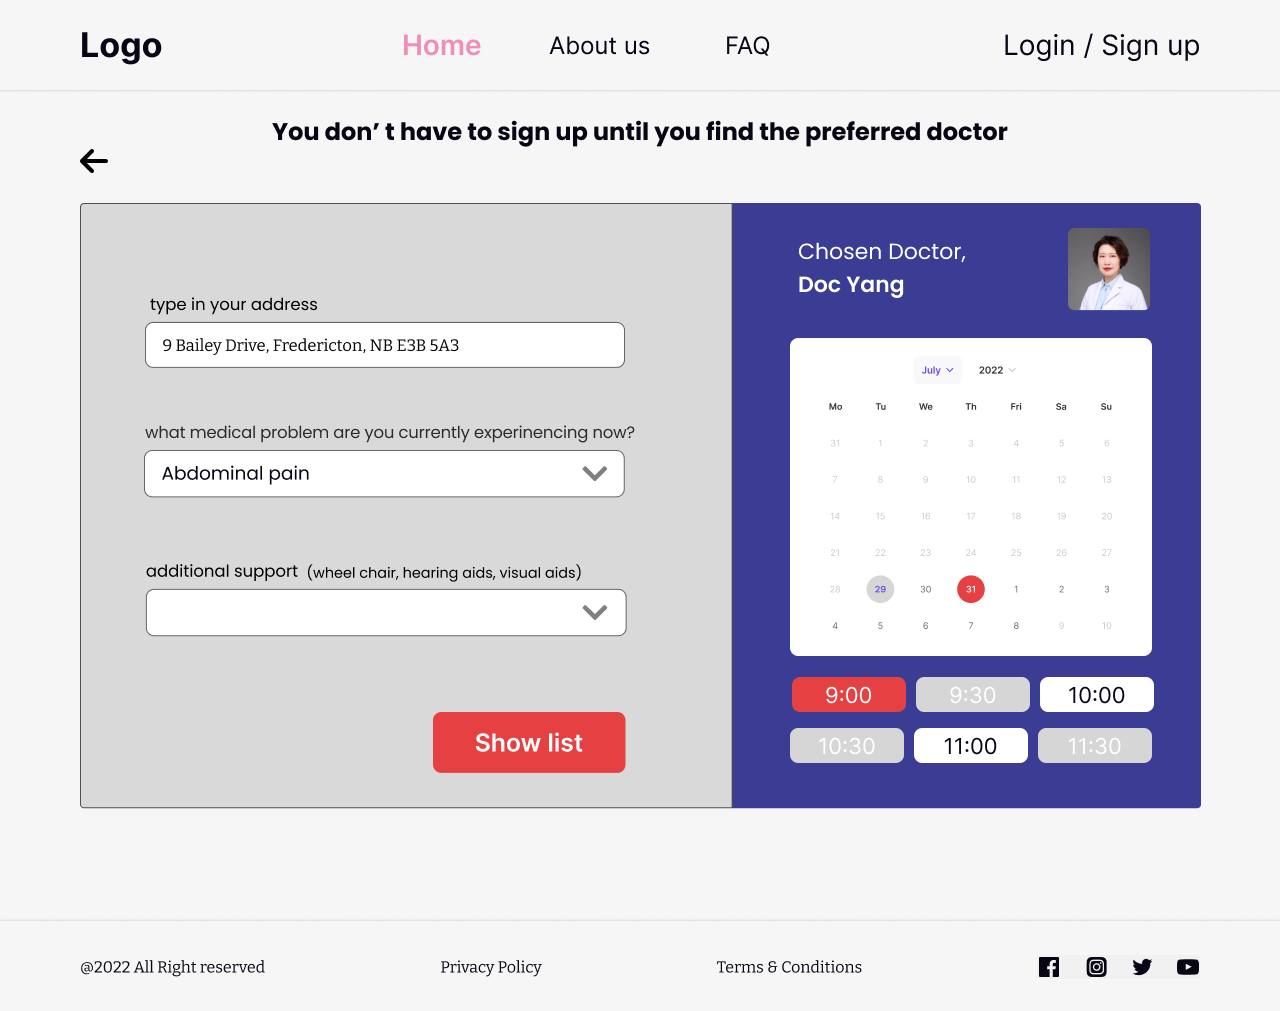 Logo
Home About us FAQ
Login / Sign up
You don’ t have to sign up until you find the preferred doctor
type in your address
9 Bailey Drive, Fredericton, NB E3B 5A3
what medical problem are you currently experinencing now?
Abdominal pain
additional support (wheel chair, hearing aids, visual aids)
Show list
Chosen Doctor,
Doc Yang
July 2022
Mo Tu We Th Fri Sa Su
31 1 2 3 4 5 6
7 8 9 10 11 12 13
14 15 16 17 18 19 20
21 22 23 24 25 26 27
28 29 30 31 1 2 3
4 5 6 7 8 9 10
9:00 9:30 10:00
10:30 11:00 11:30
@2022 All Right reserved
Privacy Policy
Terms & Conditions